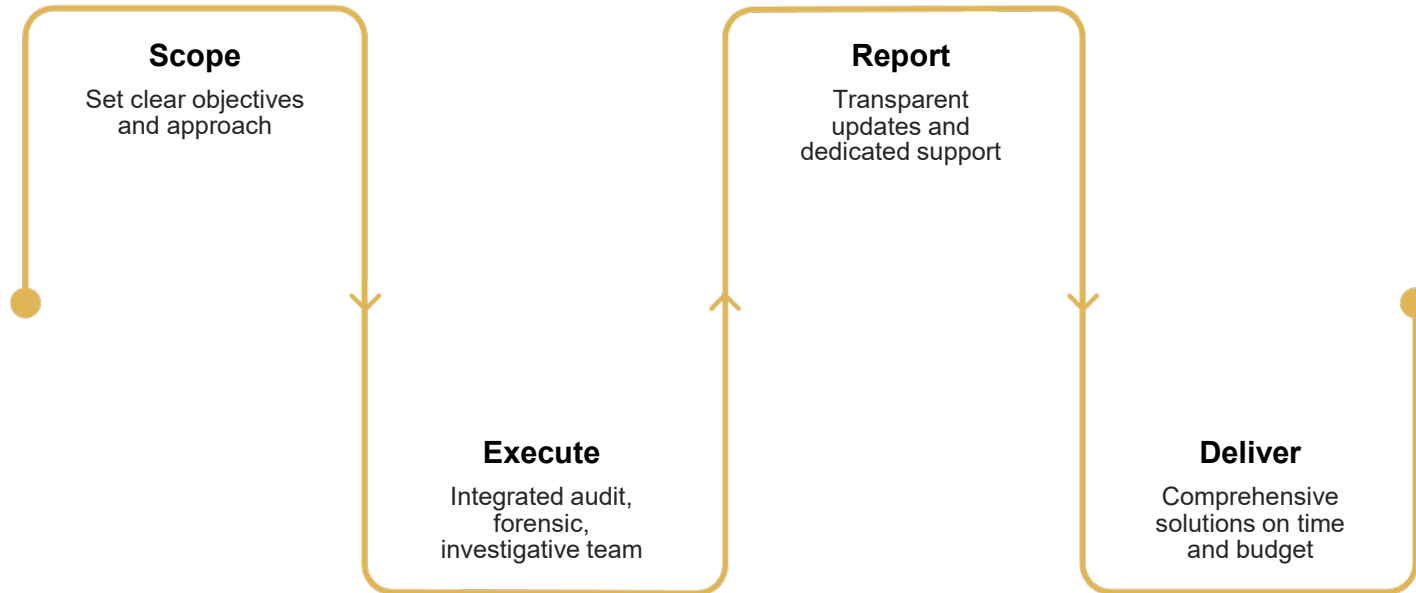 Scope
Set clear objectives
and approach
Execute
Integrated audit,
forensic,
investigative team
Report
Transparent
updates and
dedicated support
Deliver
Comprehensive
solutions on time
and budget